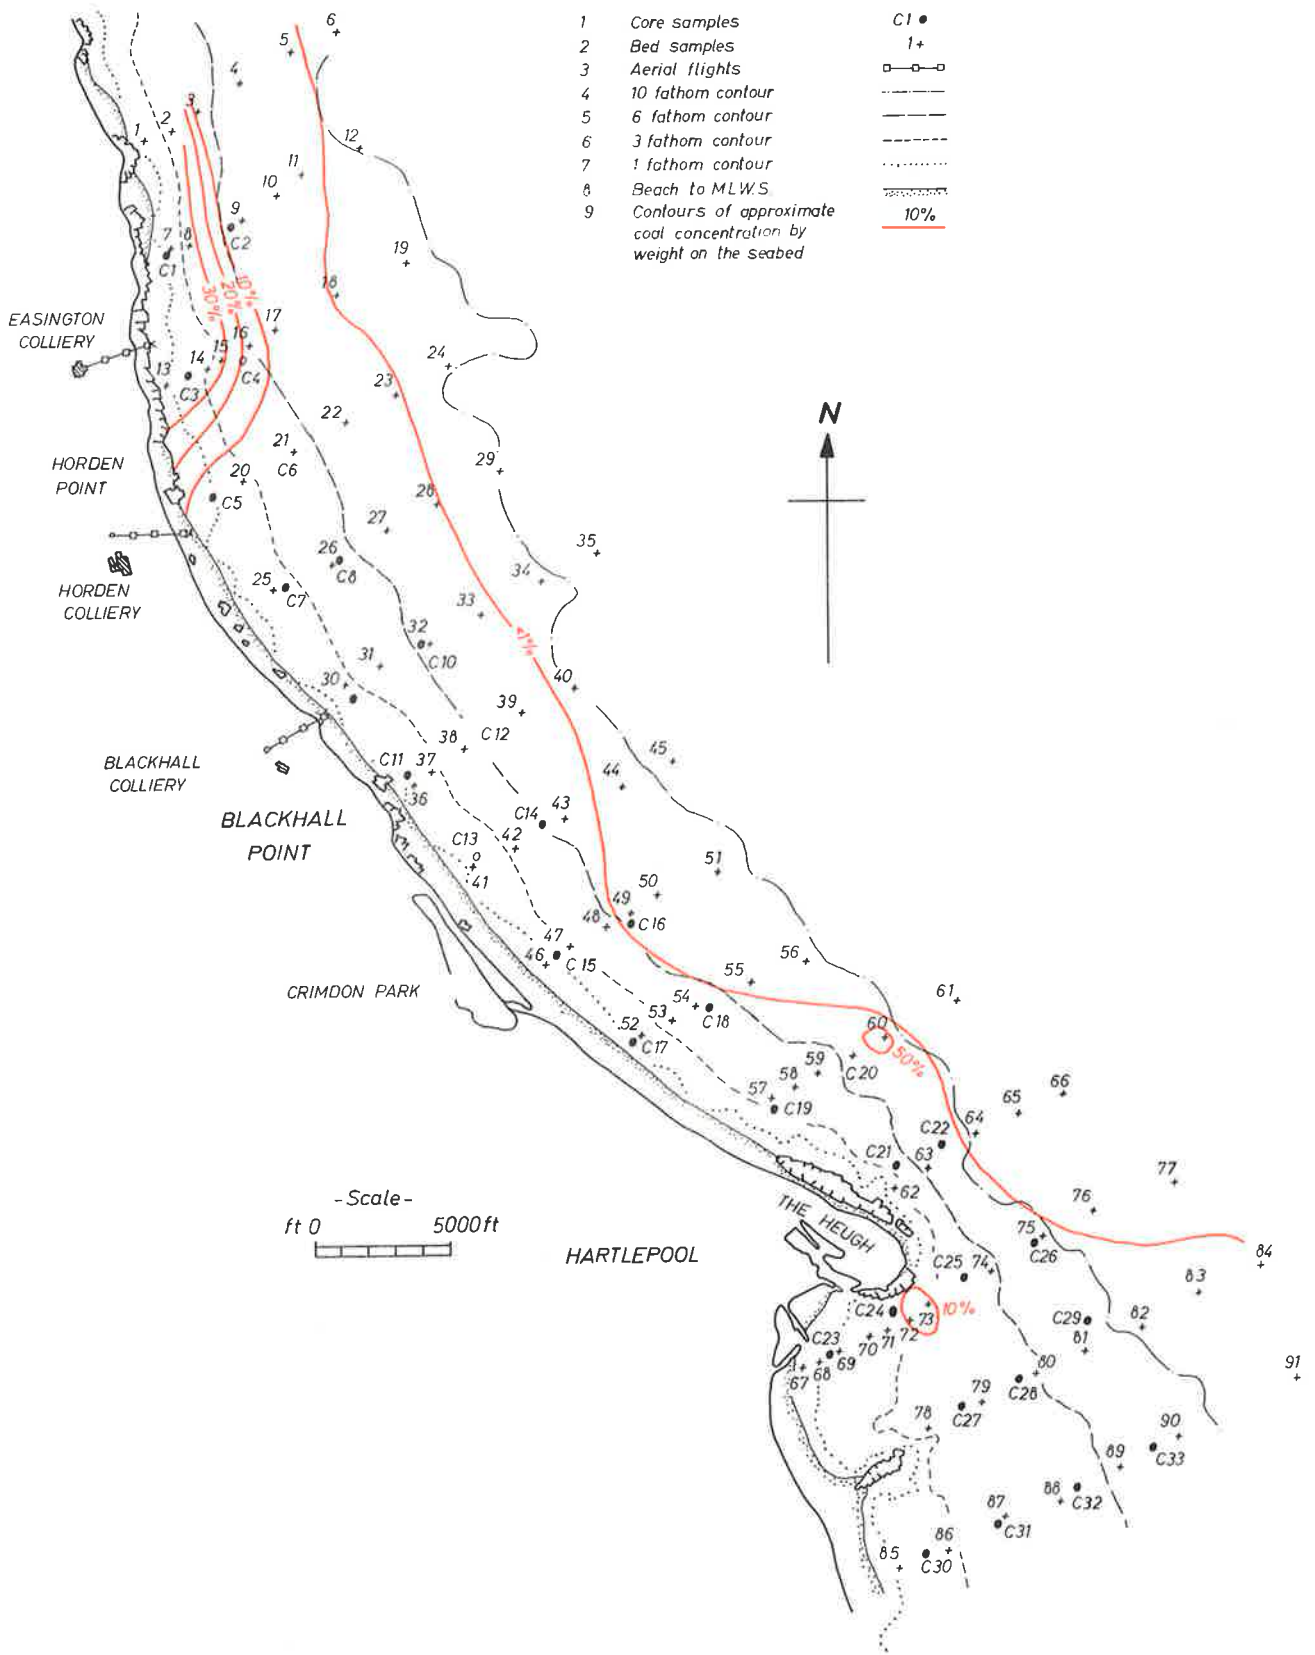 1 Core samples C1
2 Bed samples 1+
3 Aerial flights
4 10 fathom contour
5 6 fathom contour
6 3 fathom contour
7 1 fathom contour
8 Beach to M.L.W.S.
9 Contours of approximate 10%
coal concentration by
weight on the seabed
6
5
4
3
2
1
12
11
10
9
C2
8
7
C1
19
18
30%
20%
10%
17
16
15
14
13
C3
C4
EASINGTON
COLLIERY
24
23
22
21
C6
20
C5
N
HORDEN
POINT
29
28
27
26
C8
25
C7
HORDEN
COLLIERY
35
34
33
<1%
32
C10
31
30
40
39
C12
38
37
C11
36
BLACKHALL
COLLIERY
BLACKHALL
POINT
45
44
43
C14
42
C13
41
51
50
49
C16
48
47
46
C15
CRIMDON PARK
56
55
54
C18
53
52
C17
61
60
50%
C20
59
58
57
C19
66
65
64
C22
63
C21
62
77
76
75
C26
THE HEUGH
-Scale-
ft 0 5000 ft
HARTLEPOOL
C25
74
84
83
82
C29
81
C24
10%
73
72
71
70
C23
69
68
67
91
80
C28
79
C27
78
90
C33
89
88
C32
87
C31
86
C30
85